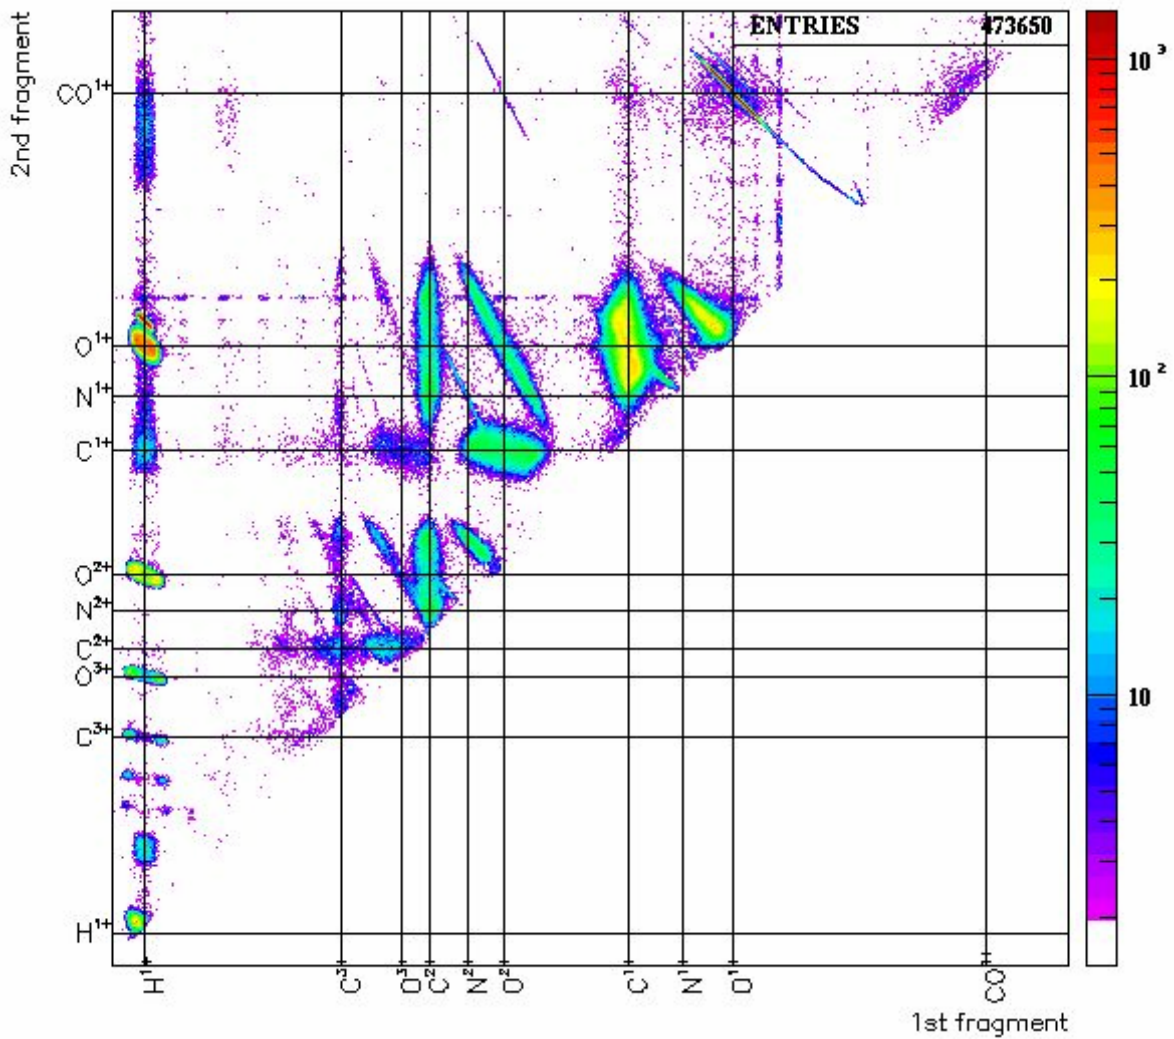 ENTRIES 473650
2nd fragment
CO¹⁺
O¹⁺
N¹⁺
C¹⁺
O²⁺
N²⁺
C²⁺
O³⁺
C³⁺
H¹⁺
H¹⁺ C³⁺ O³⁺ C²⁺ N²⁺ O²⁺ C¹⁺ N¹⁺ O¹⁺ CO¹⁺
1st fragment
10³
10²
10